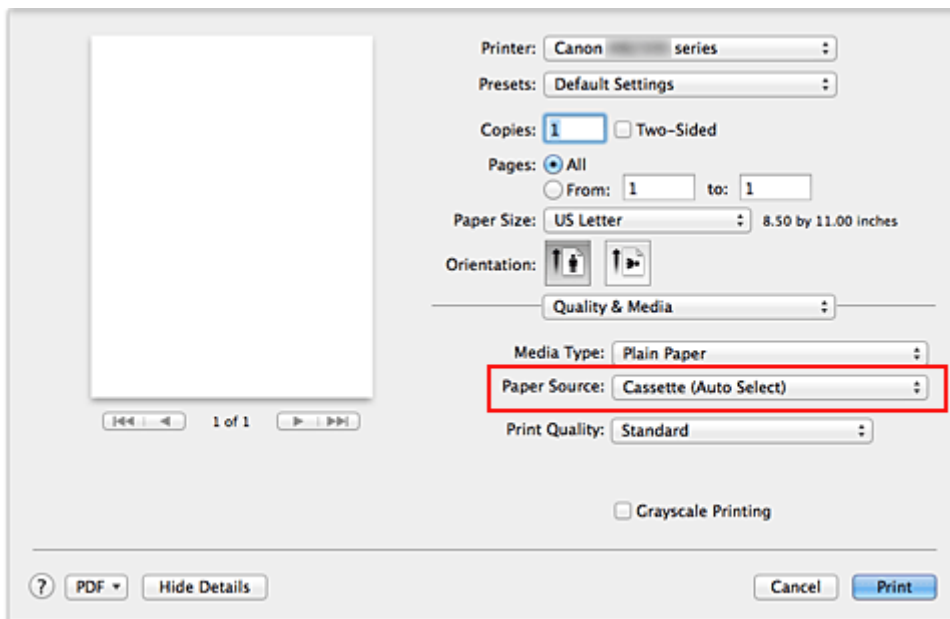 Printer: Canon series
Presets: Default Settings
Copies: 1 Two-Sided
Pages: All
From: 1 to: 1
Paper Size: US Letter 8.50 by 11.00 inches
Orientation:
Quality & Media
Media Type: Plain Paper
Paper Source: Cassette (Auto Select)
1 of 1
Print Quality: Standard
Grayscale Printing
? PDF Hide Details Cancel Print